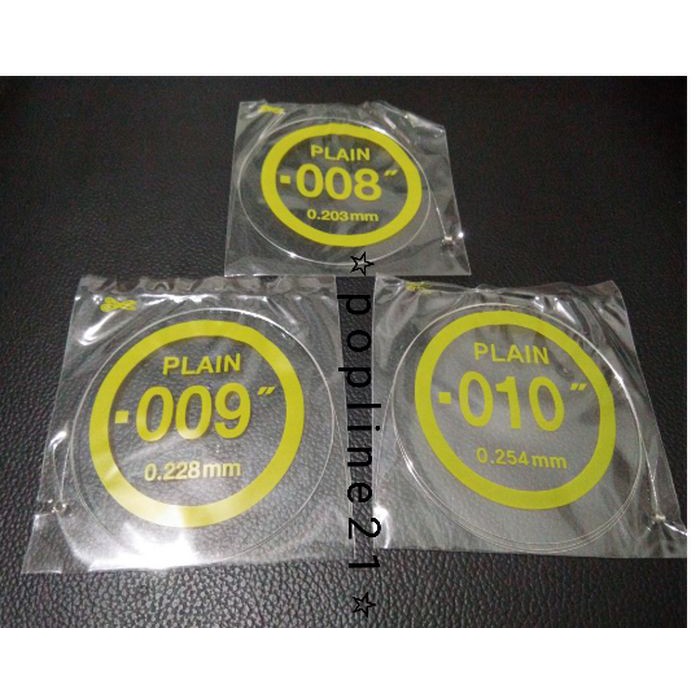 PLAIN
.008"
0.203mm
PLAIN
.009"
0.228mm
PLAIN
.010"
0.254mm
☆popline21☆